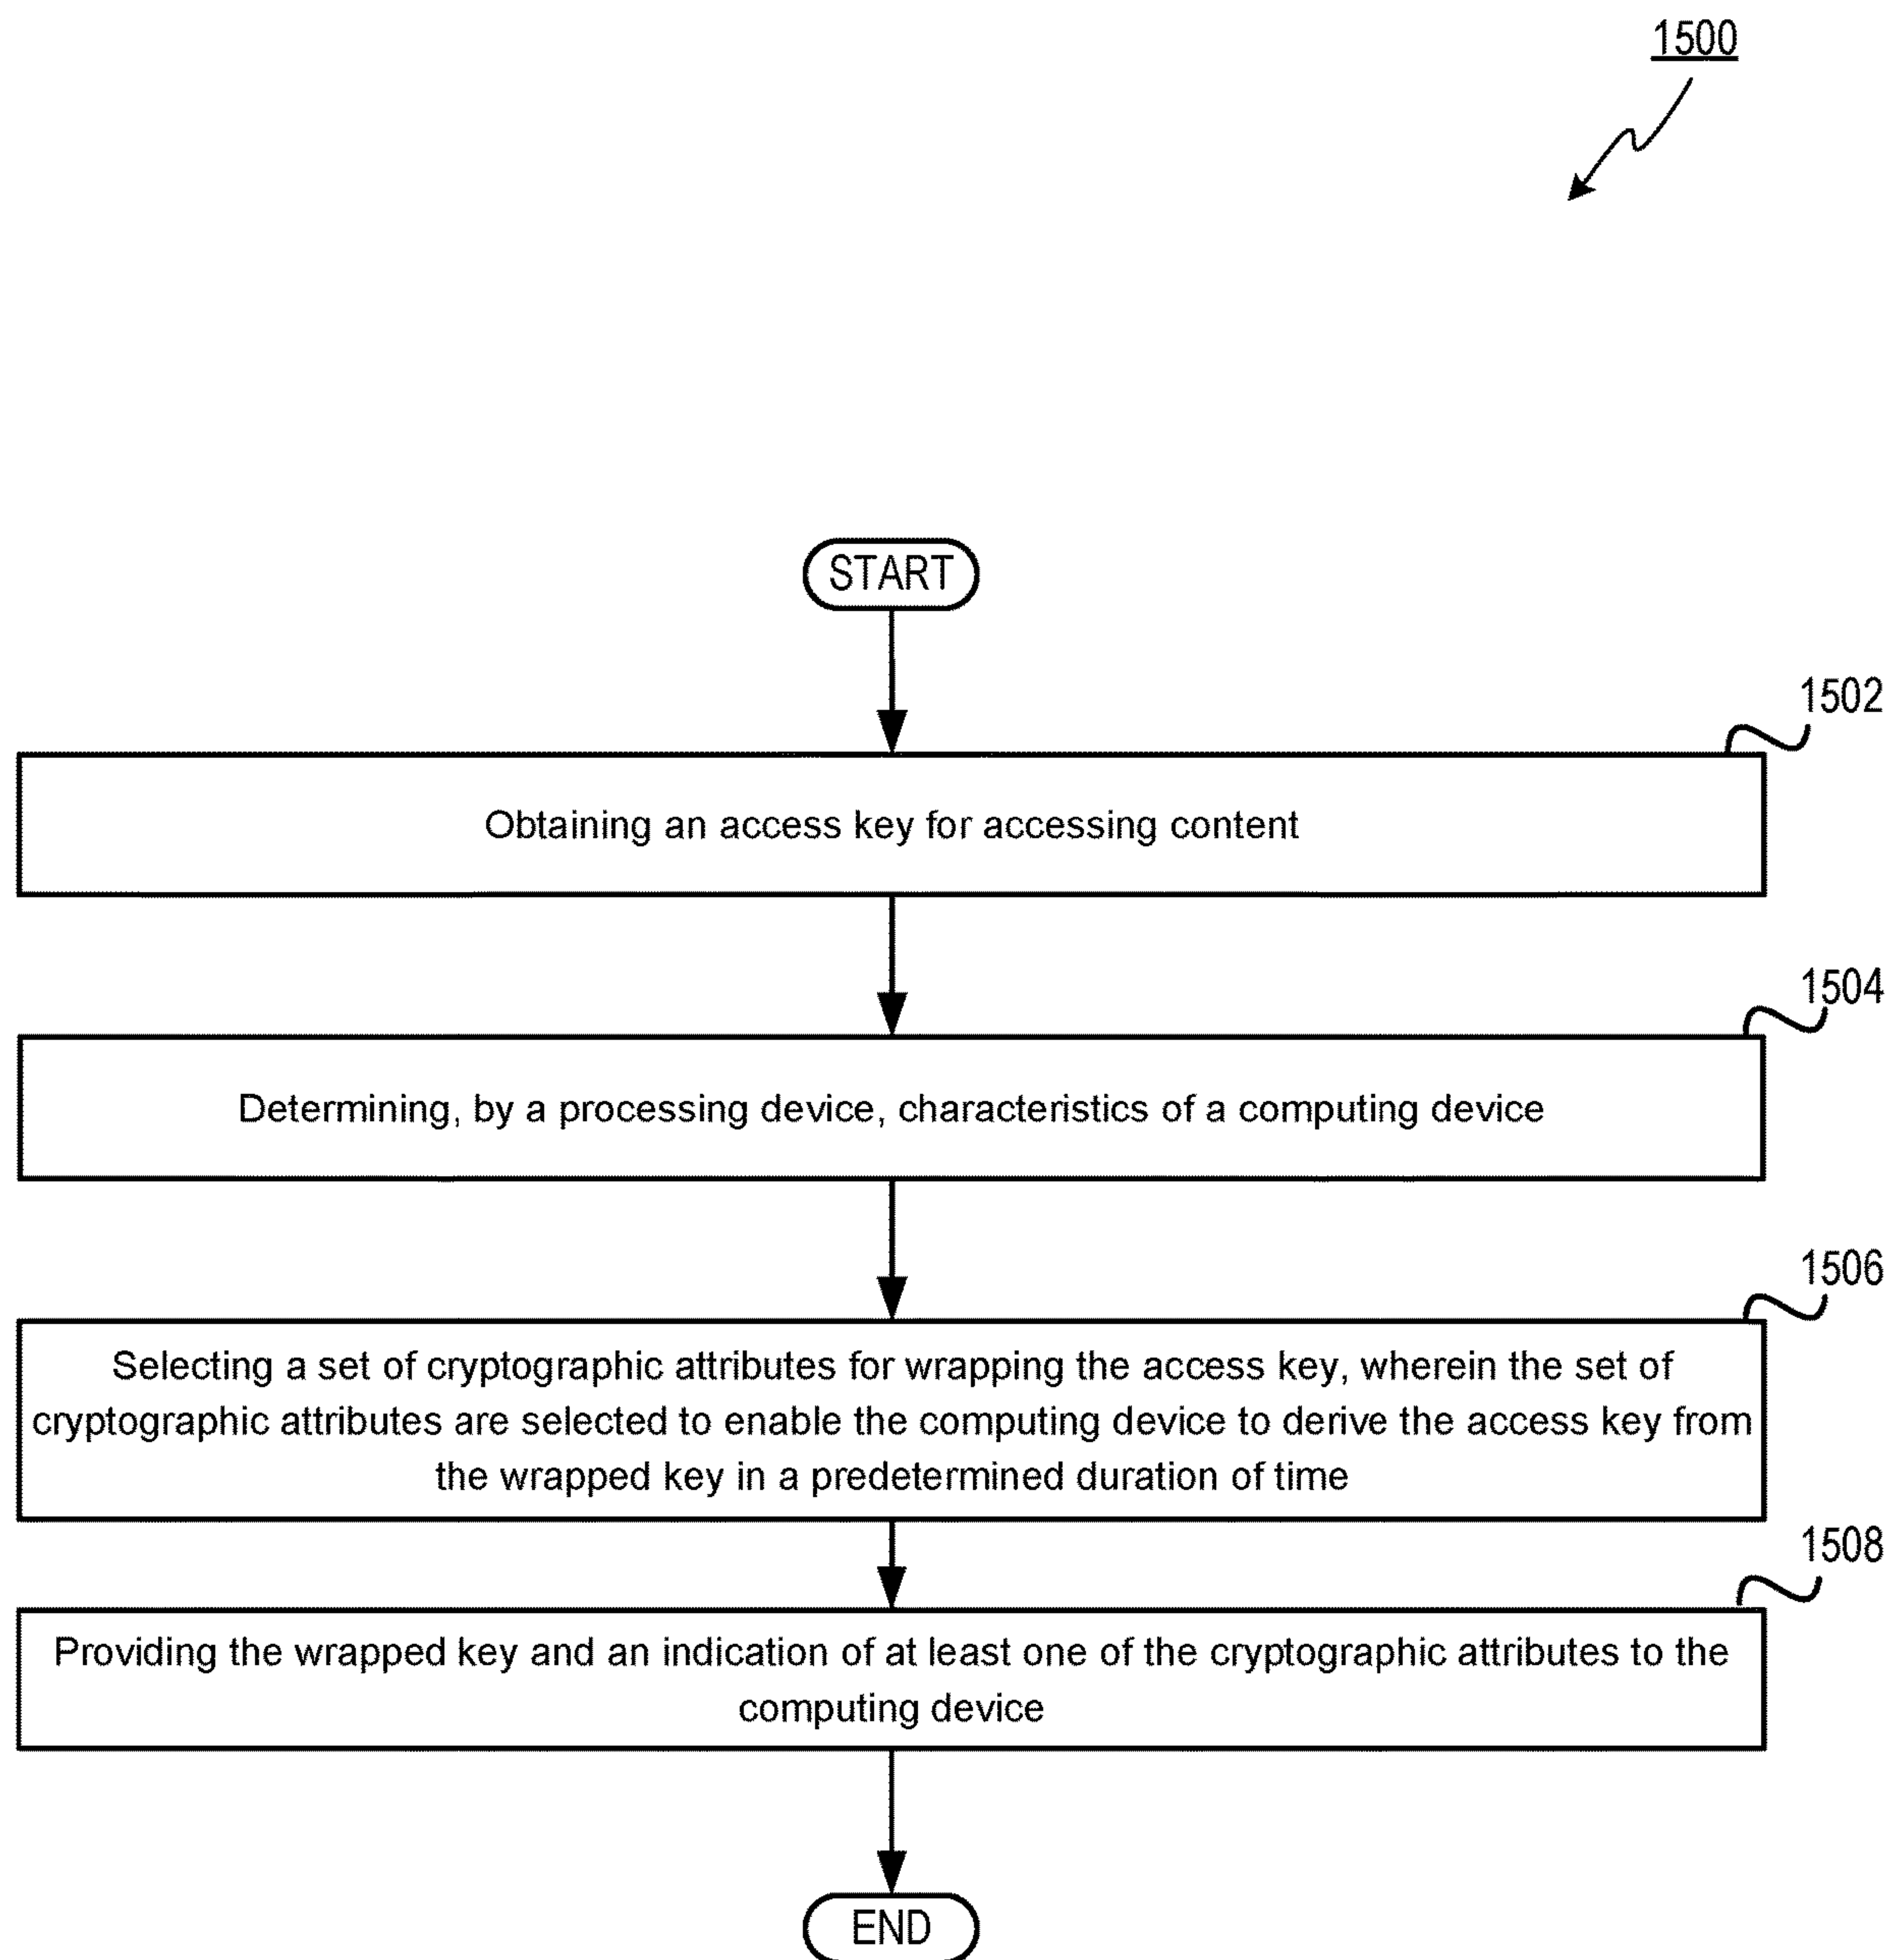 1500
START
1502
Obtaining an access key for accessing content
1504
Determining, by a processing device, characteristics of a computing device
1506
Selecting a set of cryptographic attributes for wrapping the access key, wherein the set of
cryptographic attributes are selected to enable the computing device to derive the access key from
the wrapped key in a predetermined duration of time
1508
Providing the wrapped key and an indication of at least one of the cryptographic attributes to the
computing device
END